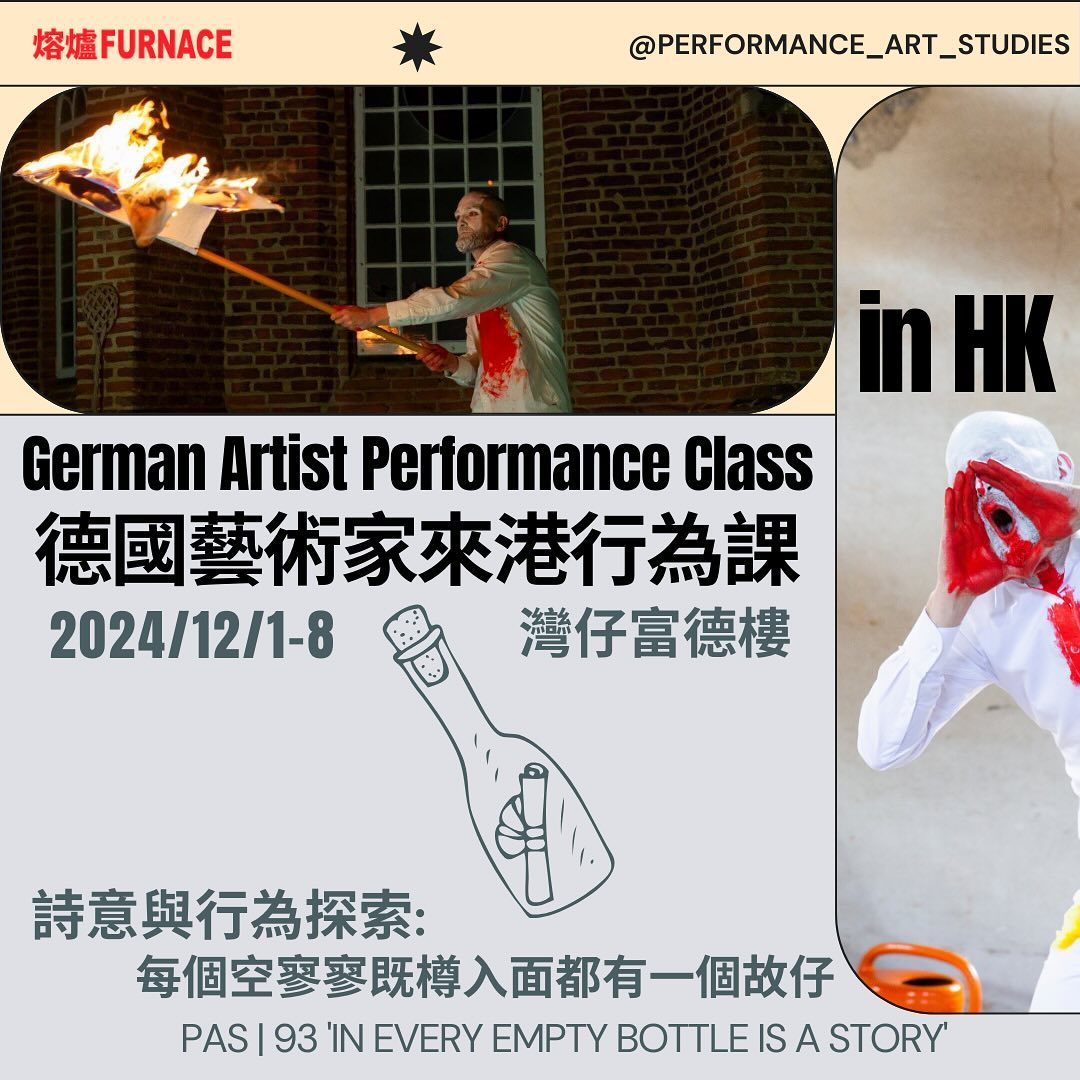 熔爐FURNACE
@PERFORMANCE_ART_STUDIES
in HK
German Artist Performance Class
德國藝術家來港行為課
2024/12/1-8
灣仔富德樓
詩意與行為探索:
每個空寥寥既樽入面都有一個故仔
PAS | 93 'IN EVERY EMPTY BOTTLE IS A STORY'